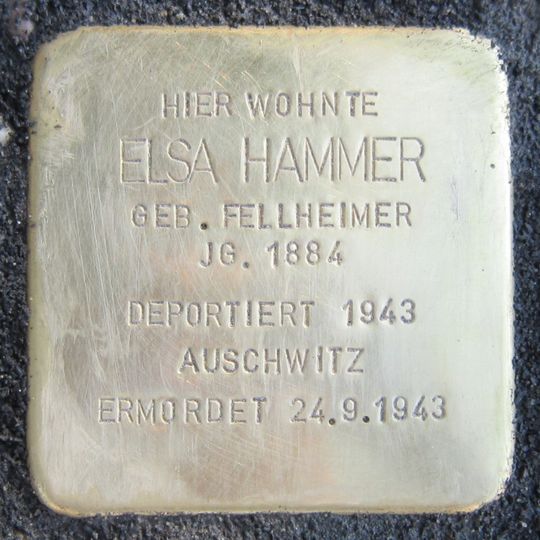 HIER WOHNTE
ELSA HAMMER
GEB. FELLHEIMER
JG. 1884
DEPORTIERT 1943
AUSCHWITZ
ERMORDET 24.9.1943